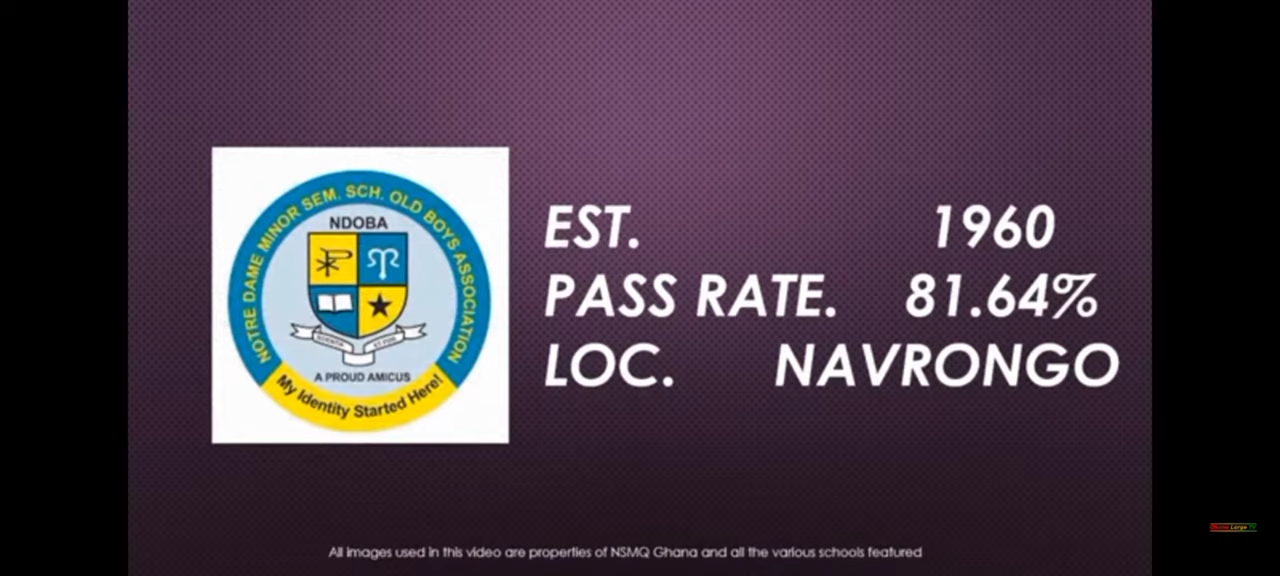 NOTRE DAME MINOR SEM. SCH. OLD BOYS ASSOCIATION
NDOBA
A PROUD AMICUS
My Identity Started Here!
EST. 1960
PASS RATE. 81.64%
LOC. NAVRONGO
All images used in this video are properties of NSMQ Ghana and all the various schools featured